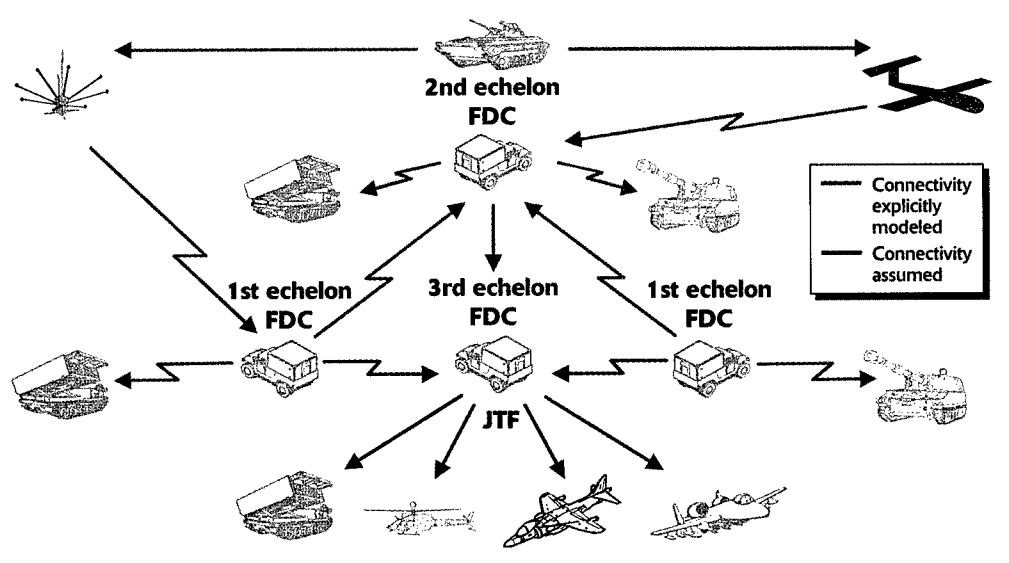 2nd echelon
FDC
Connectivity
explicitly
modeled
Connectivity
assumed
1st echelon
FDC
3rd echelon
FDC
1st echelon
FDC
JTF